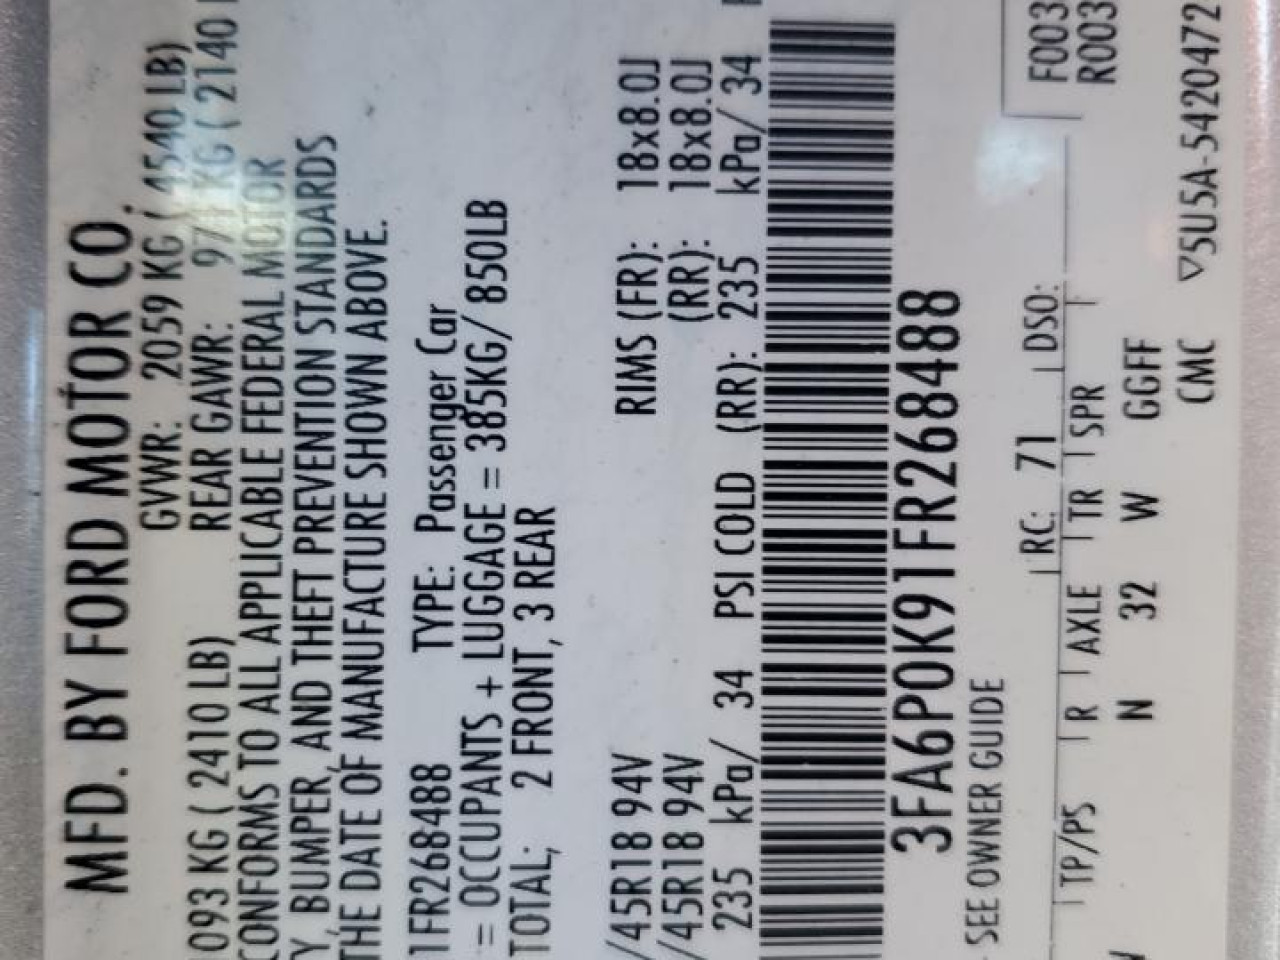 MFD. BY FORD MOTOR CO.
GVWR: 2059 KG ( 4540 LB)
1093 KG ( 2410 LB) REAR GAWR: 971 KG ( 2140
CONFORMS TO ALL APPLICABLE FEDERAL MOTOR
Y, BUMPER, AND THEFT PREVENTION STANDARDS
THE DATE OF MANUFACTURE SHOWN ABOVE.
1FR268488 TYPE: Passenger Car
= OCCUPANTS + LUGGAGE = 385KG/ 850LB
TOTAL; 2 FRONT, 3 REAR
/45R18 94V RIMS (FR): 18x8.0J
/45R18 94V (RR): 18x8.0J
235 kPa/ 34 PSI COLD (RR): 235 kPa/ 34
3FA6P0K91FR268488
- SEE OWNER GUIDE
RC: 71 DSO:
F003
R003
TP/PS R AXLE TR SPR
N 32 W GGFF
CMC ▽5U5A-5420472